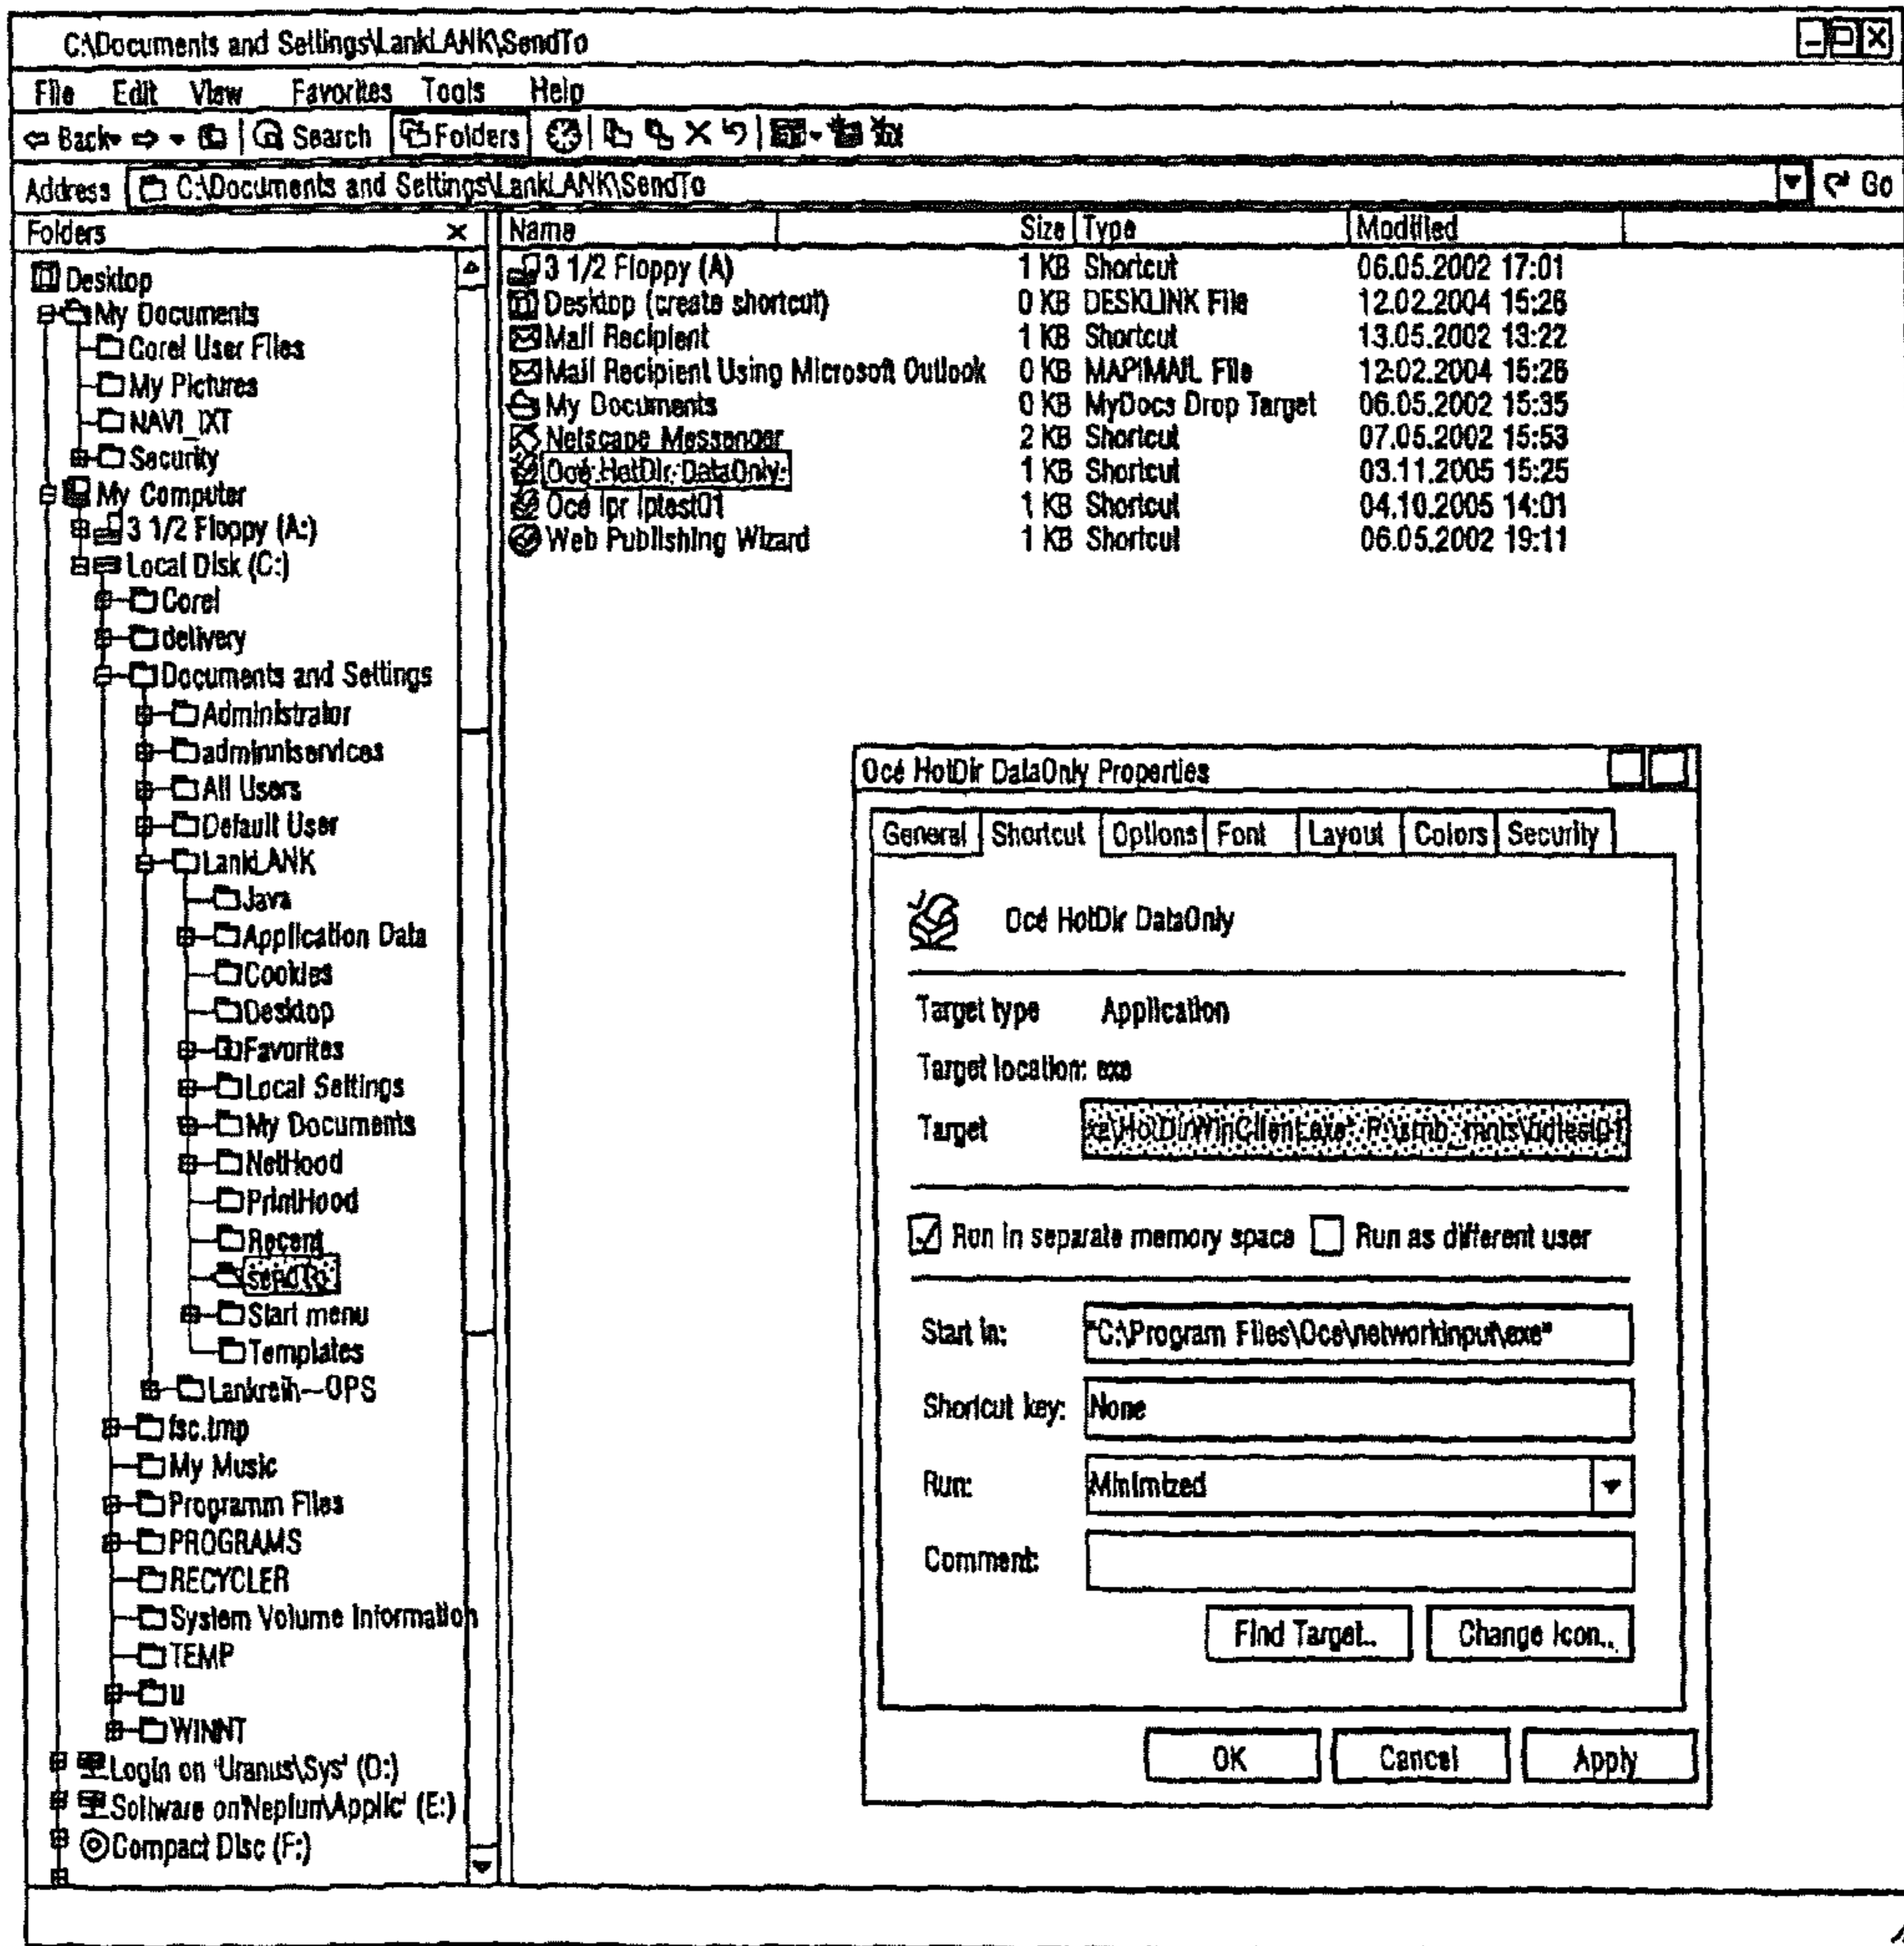 C:\Documents and Settings\LankLANK\SendTo
File Edit View Favorites Tools Help
Back Search Folders
Address C:\Documents and Settings\LankLANK\SendTo Go
Folders × Name Size Type Modified
3 1/2 Floppy (A) 1 KB Shortcut 06.05.2002 17:01
Desktop (create shortcut) 0 KB DESKLINK File 12.02.2004 15:26
Mail Recipient 1 KB Shortcut 13.05.2002 13:22
Mail Recipient Using Microsoft Outlook 0 KB MAPIMAIL File 12.02.2004 15:26
My Documents 0 KB MyDocs Drop Target 06.05.2002 15:35
Netscape Messenger 2 KB Shortcut 07.05.2002 15:53
Océ HotDir DataOnly 1 KB Shortcut 03.11.2005 15:25
Océ lpr lptest01 1 KB Shortcut 04.10.2005 14:01
Web Publishing Wizard 1 KB Shortcut 06.05.2002 19:11
Desktop
My Documents
Corel User Files
My Pictures
NAVI_IXT
Security
My Computer
3 1/2 Floppy (A:)
Local Disk (C:)
Corel
delivery
Documents and Settings
Administrator
adminniservices
All Users
Default User
LankLANK
Java
Application Data
Cookies
Desktop
Favorites
Local Settings
My Documents
NetHood
PrintHood
Recent
SendTo
Start menu
Templates
Lankreih--OPS
fsc.tmp
My Music
Programm Files
PROGRAMS
RECYCLER
System Volume Information
TEMP
u
WINNT
Login on 'Uranus\Sys' (O:)
Software on'Neptun\Applic' (E:)
Compact Disc (F:)
Océ HotDir DataOnly Properties
General Shortcut Options Font Layout Colors Security
Océ HotDir DataOnly
Target type Application
Target location: exe
Target xe\HotDirWinClient.exe" R:\smb_mnts\hdtest01
Run in separate memory space Run as different user
Start in: "C:\Program Files\Oce\networkinput\exe"
Shortcut key: None
Run: Minimized
Comment:
Find Target.. Change Icon..
OK Cancel Apply